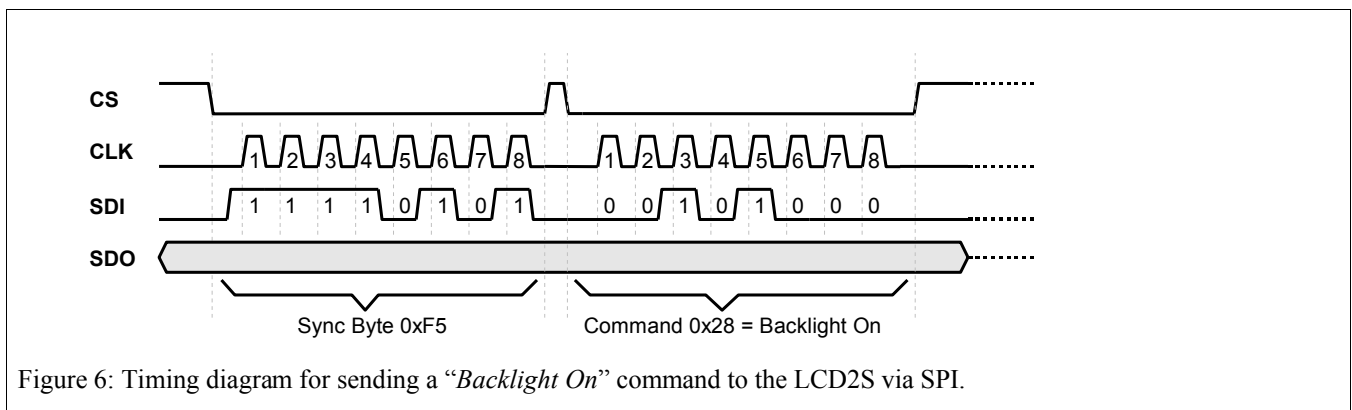 CS
CLK 1 2 3 4 5 6 7 8 1 2 3 4 5 6 7 8
SDI 1 1 1 1 0 1 0 1 0 0 1 0 1 0 0 0
SDO
Sync Byte 0xF5 Command 0x28 = Backlight On
Figure 6: Timing diagram for sending a “Backlight On” command to the LCD2S via SPI.